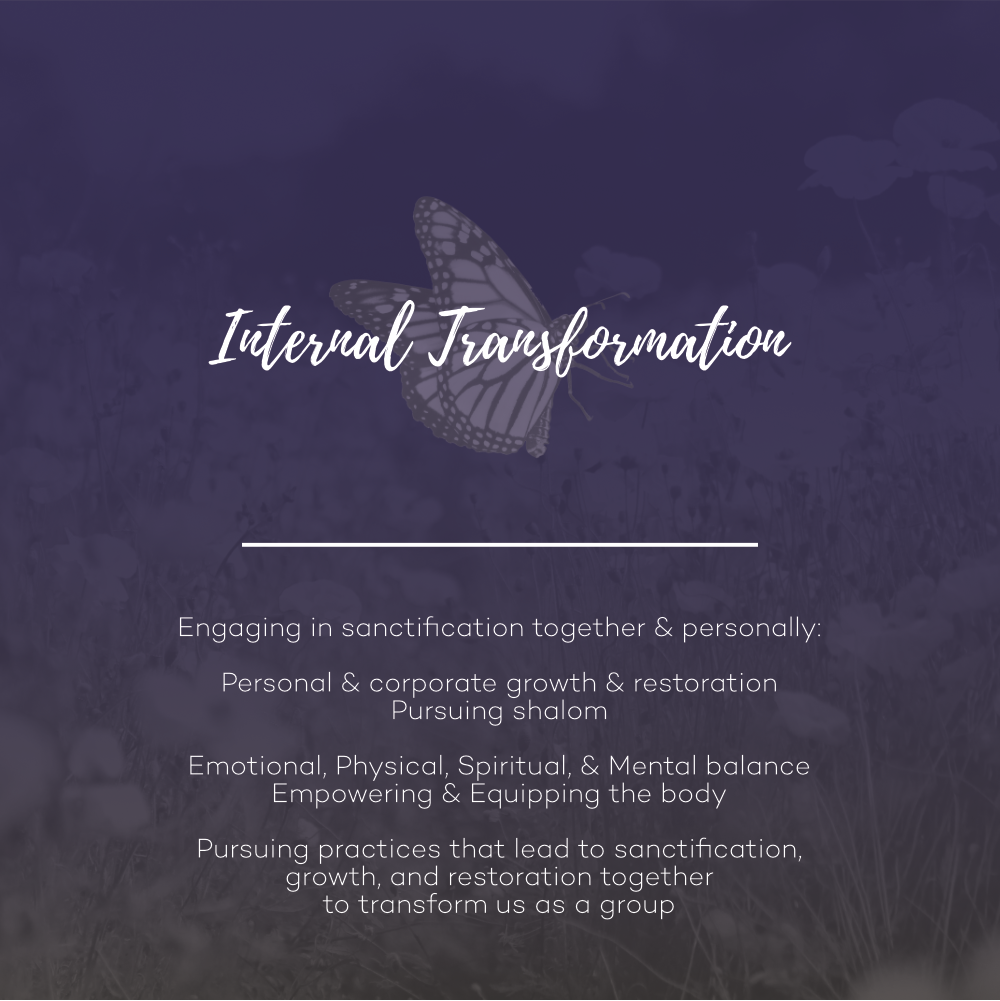 Internal Transformation
Engaging in sanctification together & personally:
Personal & corporate growth & restoration
Pursuing shalom
Emotional, Physical, Spiritual, & Mental balance
Empowering & Equipping the body
Pursuing practices that lead to sanctification,
growth, and restoration together
to transform us as a group